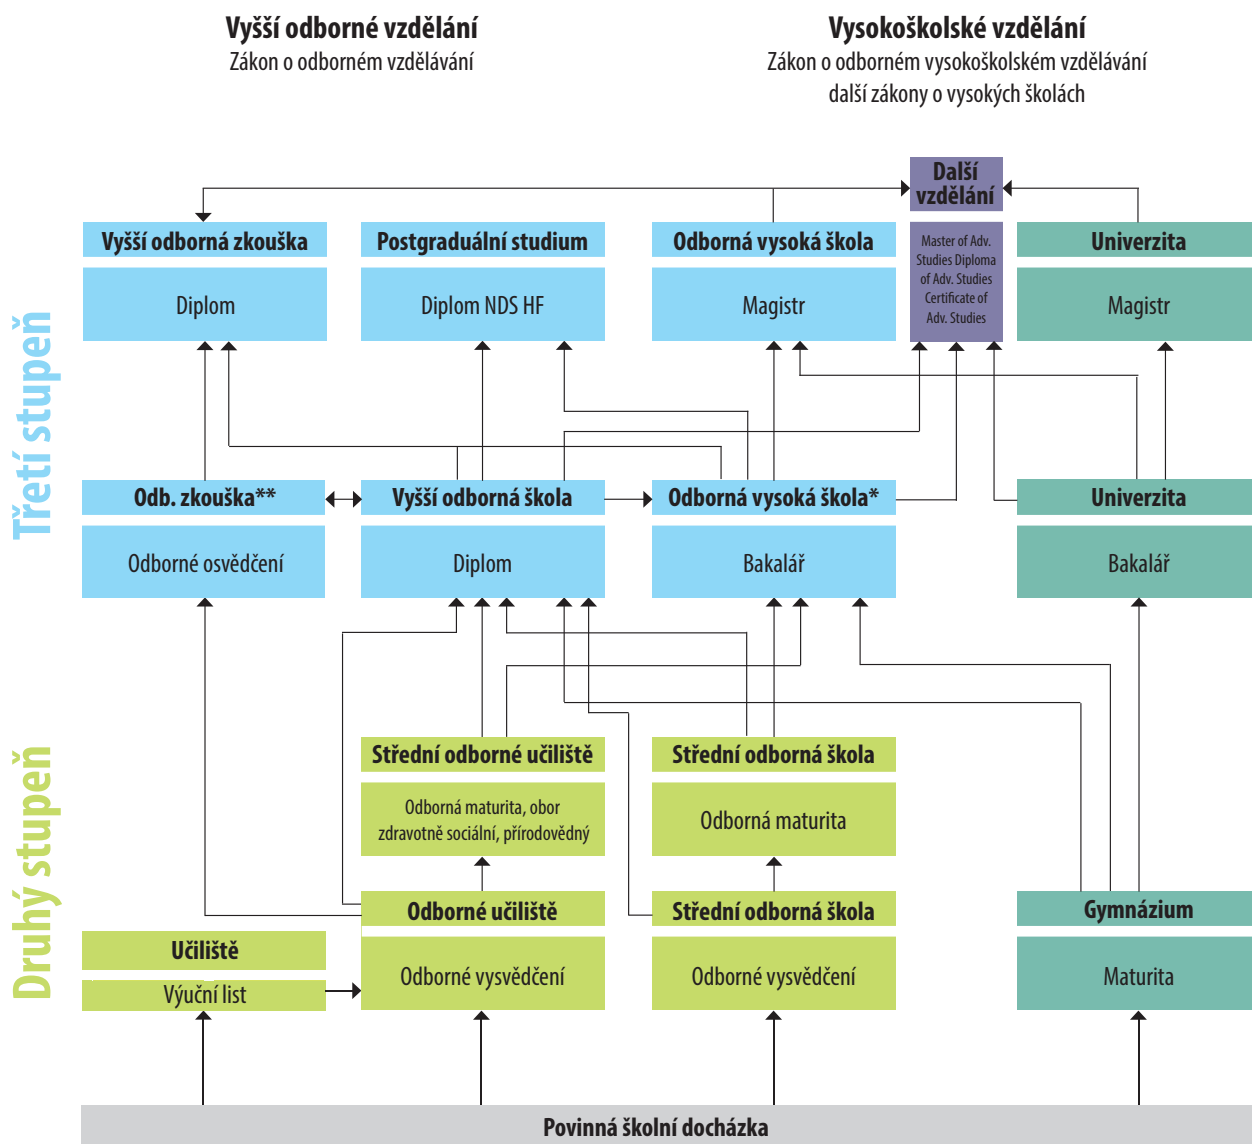 Vyšší odborné vzdělání
Zákon o odborném vzdělávání
Vysokoškolské vzdělání
Zákon o odborném vysokoškolském vzdělávání
další zákony o vysokých školách
Třetí stupeň
Další
vzdělání
Vyšší odborná zkouška
Postgraduální studium
Odborná vysoká škola
Univerzita
Diplom
Diplom NDS HF
Magistr
Master of Adv.
Studies Diploma
of Adv. Studies
Certificate of
Adv. Studies
Magistr
Odb. zkouška**
Vyšší odborná škola
Odborná vysoká škola*
Univerzita
Odborné osvědčení
Diplom
Bakalář
Bakalář
Druhý stupeň
Střední odborné učiliště
Střední odborná škola
Odborná maturita, obor
zdravotně sociální, přírodovědný
Odborná maturita
Odborné učiliště
Střední odborná škola
Gymnázium
Učiliště
Odborné vysvědčení
Odborné vysvědčení
Maturita
Výuční list
Povinná školní docházka